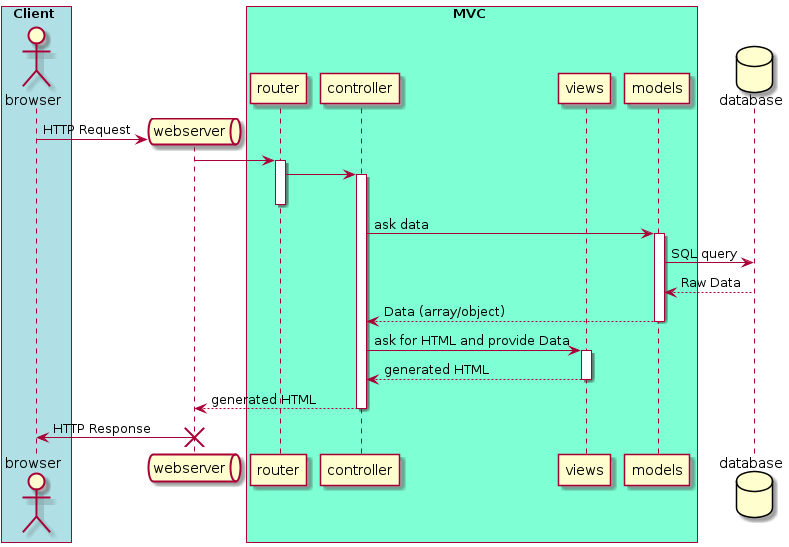 Client
MVC
browser
router
controller
views
models
database
HTTP Request
webserver
ask data
SQL query
Raw Data
Data (array/object)
ask for HTML and provide Data
generated HTML
generated HTML
HTTP Response
browser
webserver
router
controller
views
models
database